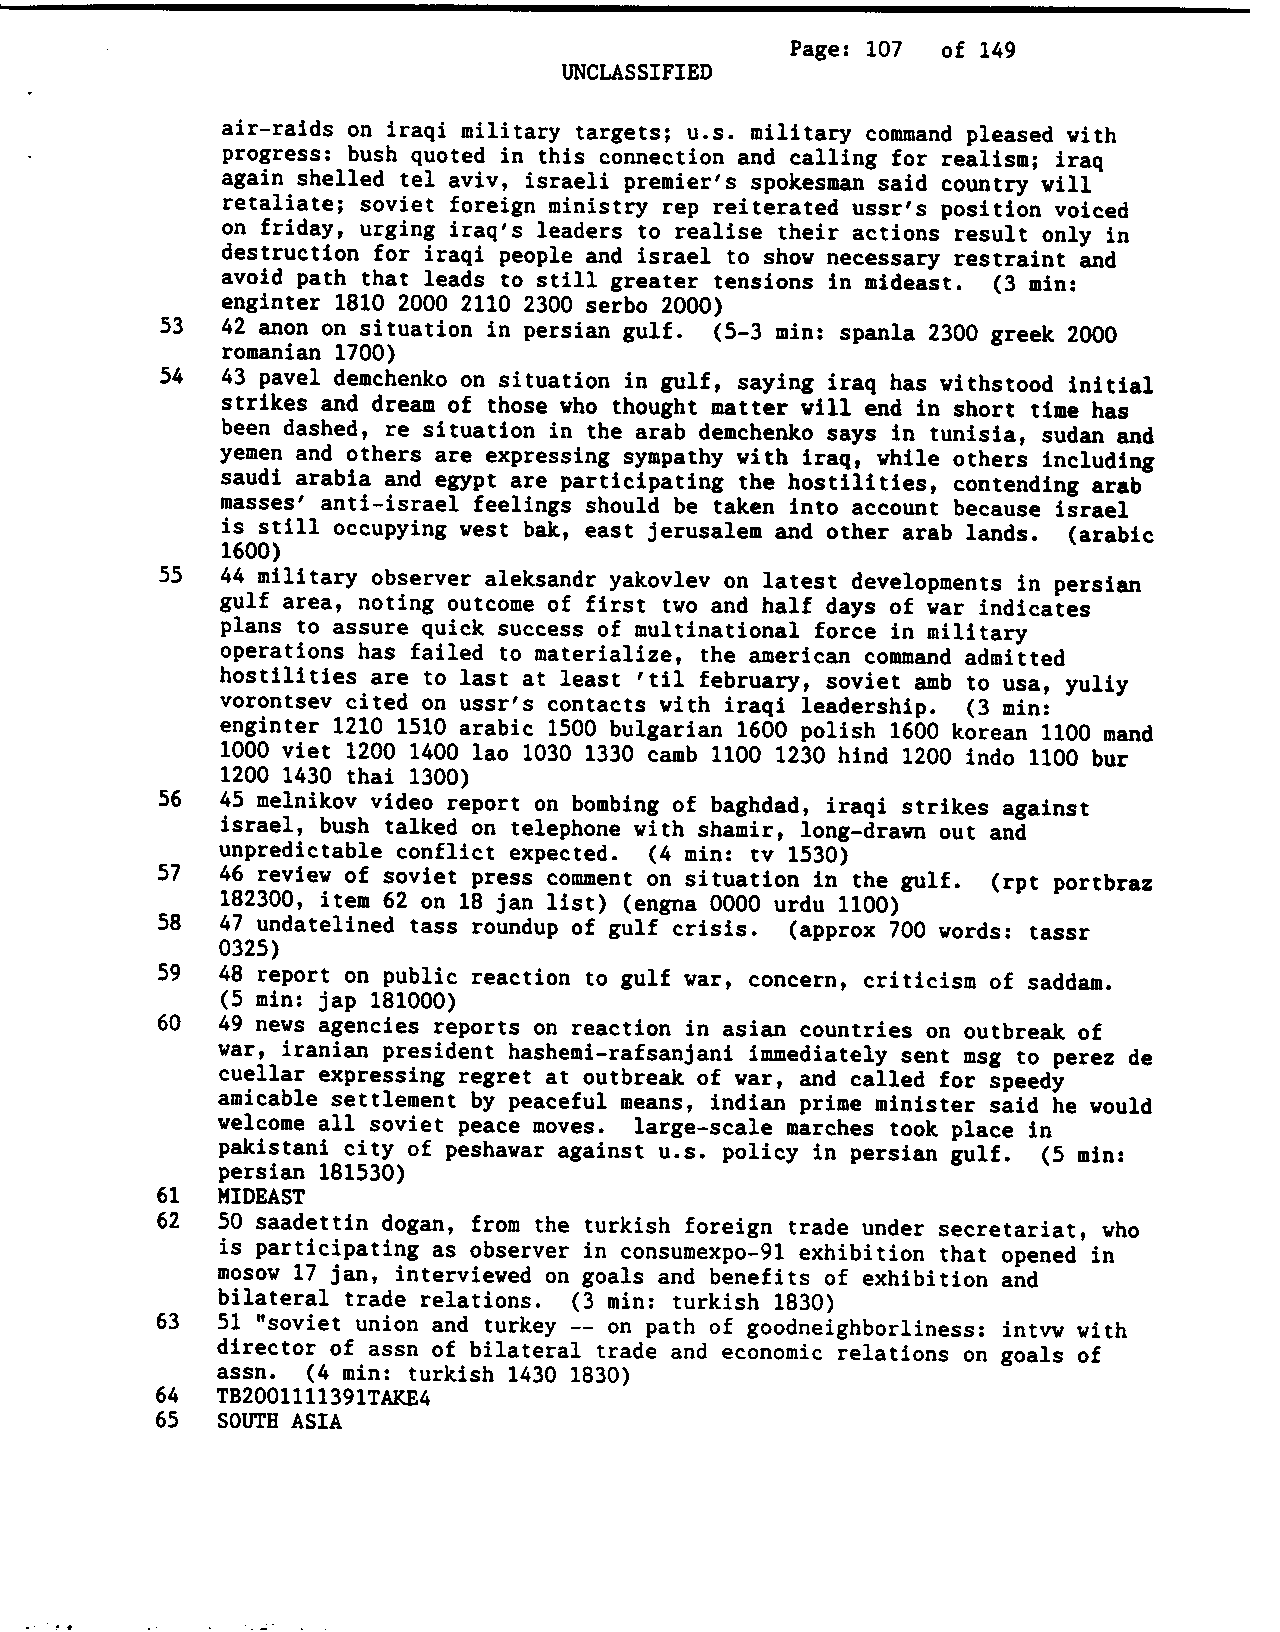 Page: 107 of 149
UNCLASSIFIED
air-raids on iraqi military targets; u.s. military command pleased with
progress: bush quoted in this connection and calling for realism; iraq
again shelled tel aviv, israeli premier's spokesman said country will
retaliate; soviet foreign ministry rep reiterated ussr's position voiced
on friday, urging iraq's leaders to realise their actions result only in
destruction for iraqi people and israel to show necessary restraint and
avoid path that leads to still greater tensions in mideast. (3 min:
enginter 1810 2000 2110 2300 serbo 2000)
53 42 anon on situation in persian gulf. (5-3 min: spanla 2300 greek 2000
romanian 1700)
54 43 pavel demchenko on situation in gulf, saying iraq has withstood initial
strikes and dream of those who thought matter will end in short time has
been dashed, re situation in the arab demchenko says in tunisia, sudan and
yemen and others are expressing sympathy with iraq, while others including
saudi arabia and egypt are participating the hostilities, contending arab
masses' anti-israel feelings should be taken into account because israel
is still occupying west bak, east jerusalem and other arab lands. (arabic
1600)
55 44 military observer aleksandr yakovlev on latest developments in persian
gulf area, noting outcome of first two and half days of war indicates
plans to assure quick success of multinational force in military
operations has failed to materialize, the american command admitted
hostilities are to last at least 'til february, soviet amb to usa, yuliy
vorontsev cited on ussr's contacts with iraqi leadership. (3 min:
enginter 1210 1510 arabic 1500 bulgarian 1600 polish 1600 korean 1100 mand
1000 viet 1200 1400 lao 1030 1330 camb 1100 1230 hind 1200 indo 1100 bur
1200 1430 thai 1300)
56 45 melnikov video report on bombing of baghdad, iraqi strikes against
israel, bush talked on telephone with shamir, long-drawn out and
unpredictable conflict expected. (4 min: tv 1530)
57 46 review of soviet press comment on situation in the gulf. (rpt portbraz
182300, item 62 on 18 jan list) (engna 0000 urdu 1100)
58 47 undatelined tass roundup of gulf crisis. (approx 700 words: tassr
0325)
59 48 report on public reaction to gulf war, concern, criticism of saddam.
(5 min: jap 181000)
60 49 news agencies reports on reaction in asian countries on outbreak of
war, iranian president hashemi-rafsanjani immediately sent msg to perez de
cuellar expressing regret at outbreak of war, and called for speedy
amicable settlement by peaceful means, indian prime minister said he would
welcome all soviet peace moves. large-scale marches took place in
pakistani city of peshawar against u.s. policy in persian gulf. (5 min:
persian 181530)
61 MIDEAST
62 50 saadettin dogan, from the turkish foreign trade under secretariat, who
is participating as observer in consumexpo-91 exhibition that opened in
mosow 17 jan, interviewed on goals and benefits of exhibition and
bilateral trade relations. (3 min: turkish 1830)
63 51 "soviet union and turkey -- on path of goodneighborliness: intvw with
director of assn of bilateral trade and economic relations on goals of
assn. (4 min: turkish 1430 1830)
64 TB2001111391TAKE4
65 SOUTH ASIA